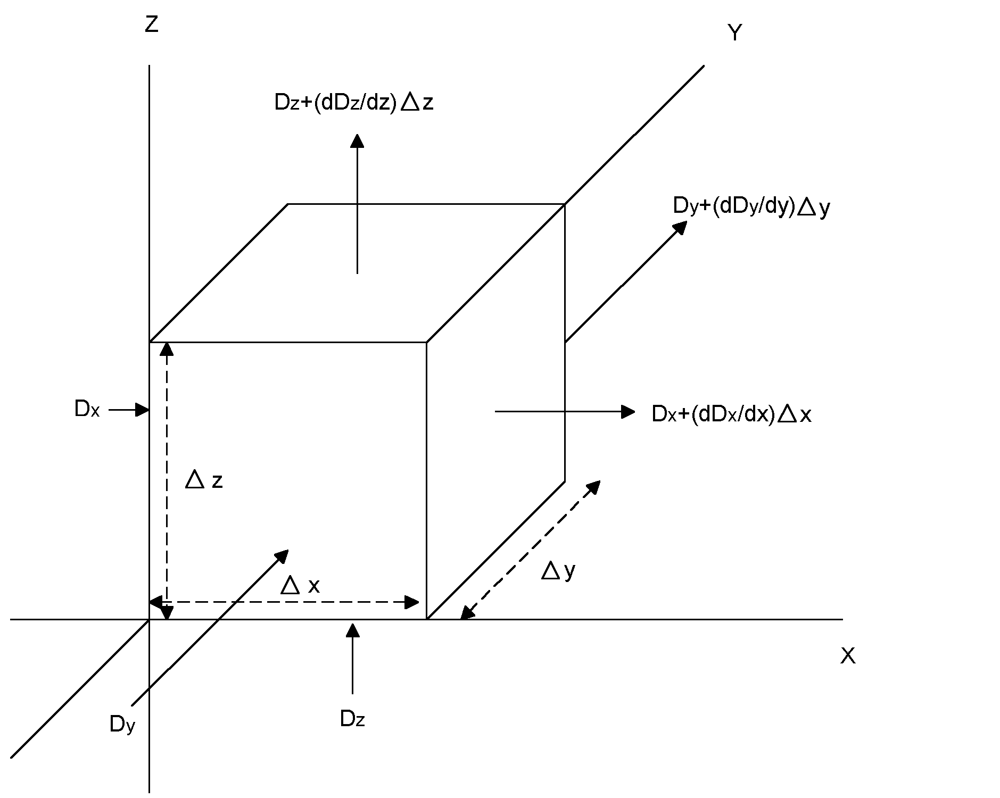 Z
Y
Dz+(dDz/dz)△z
Dy+(dDy/dy)△y
Dx
Dx+(dDx/dx)△x
△ z
△ y
△ x
X
Dy
Dz